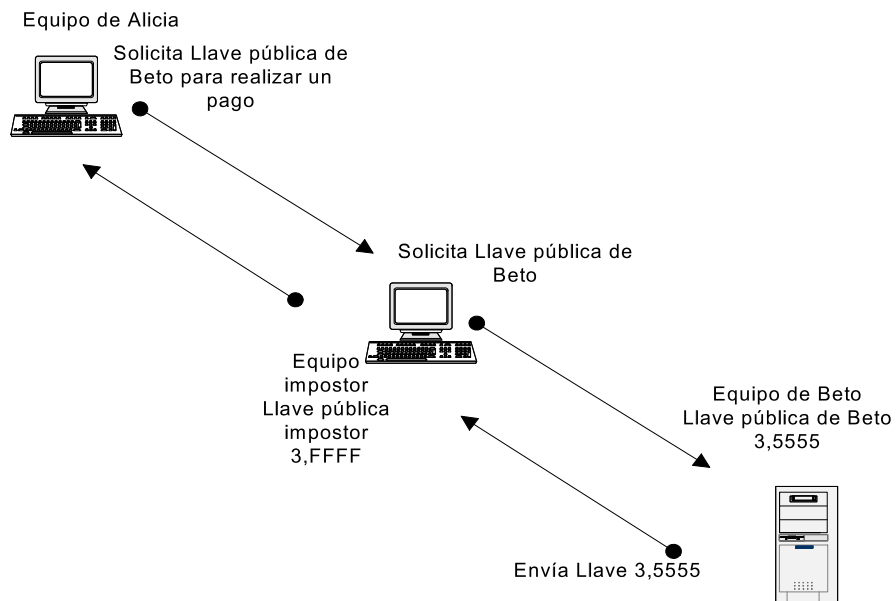 Equipo de Alicia
Solicita Llave pública de
Beto para realizar un
pago
Solicita Llave pública de
Beto
Equipo
impostor
Llave pública
impostor
3,FFFF
Equipo de Beto
Llave pública de Beto
3,5555
Envía Llave 3,5555